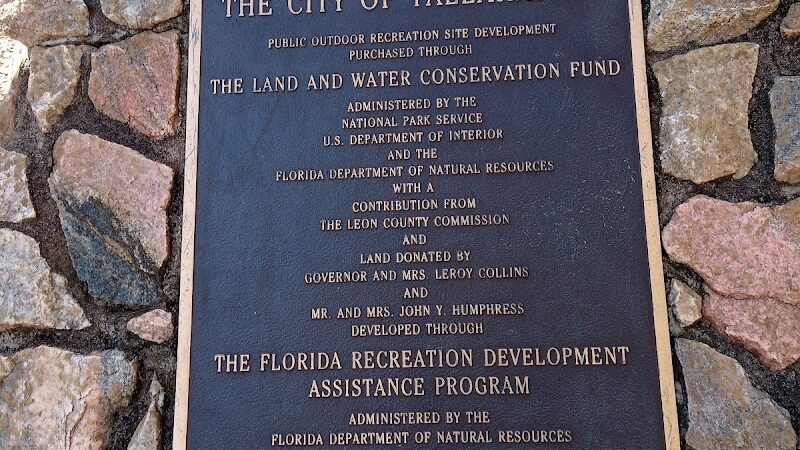 THE CITY OF
PUBLIC OUTDOOR RECREATION SITE DEVELOPMENT
PURCHASED THROUGH
THE LAND AND WATER CONSERVATION FUND
ADMINISTERED BY THE
NATIONAL PARK SERVICE
U.S. DEPARTMENT OF INTERIOR
AND THE
FLORIDA DEPARTMENT OF NATURAL RESOURCES
WITH A
CONTRIBUTION FROM
THE LEON COUNTY COMMISSION
AND
LAND DONATED BY
GOVERNOR AND MRS. LEROY COLLINS
AND
MR. AND MRS. JOHN Y. HUMPHRESS
DEVELOPED THROUGH
THE FLORIDA RECREATION DEVELOPMENT
ASSISTANCE PROGRAM
ADMINISTERED BY THE
FLORIDA DEPARTMENT OF NATURAL RESOURCES